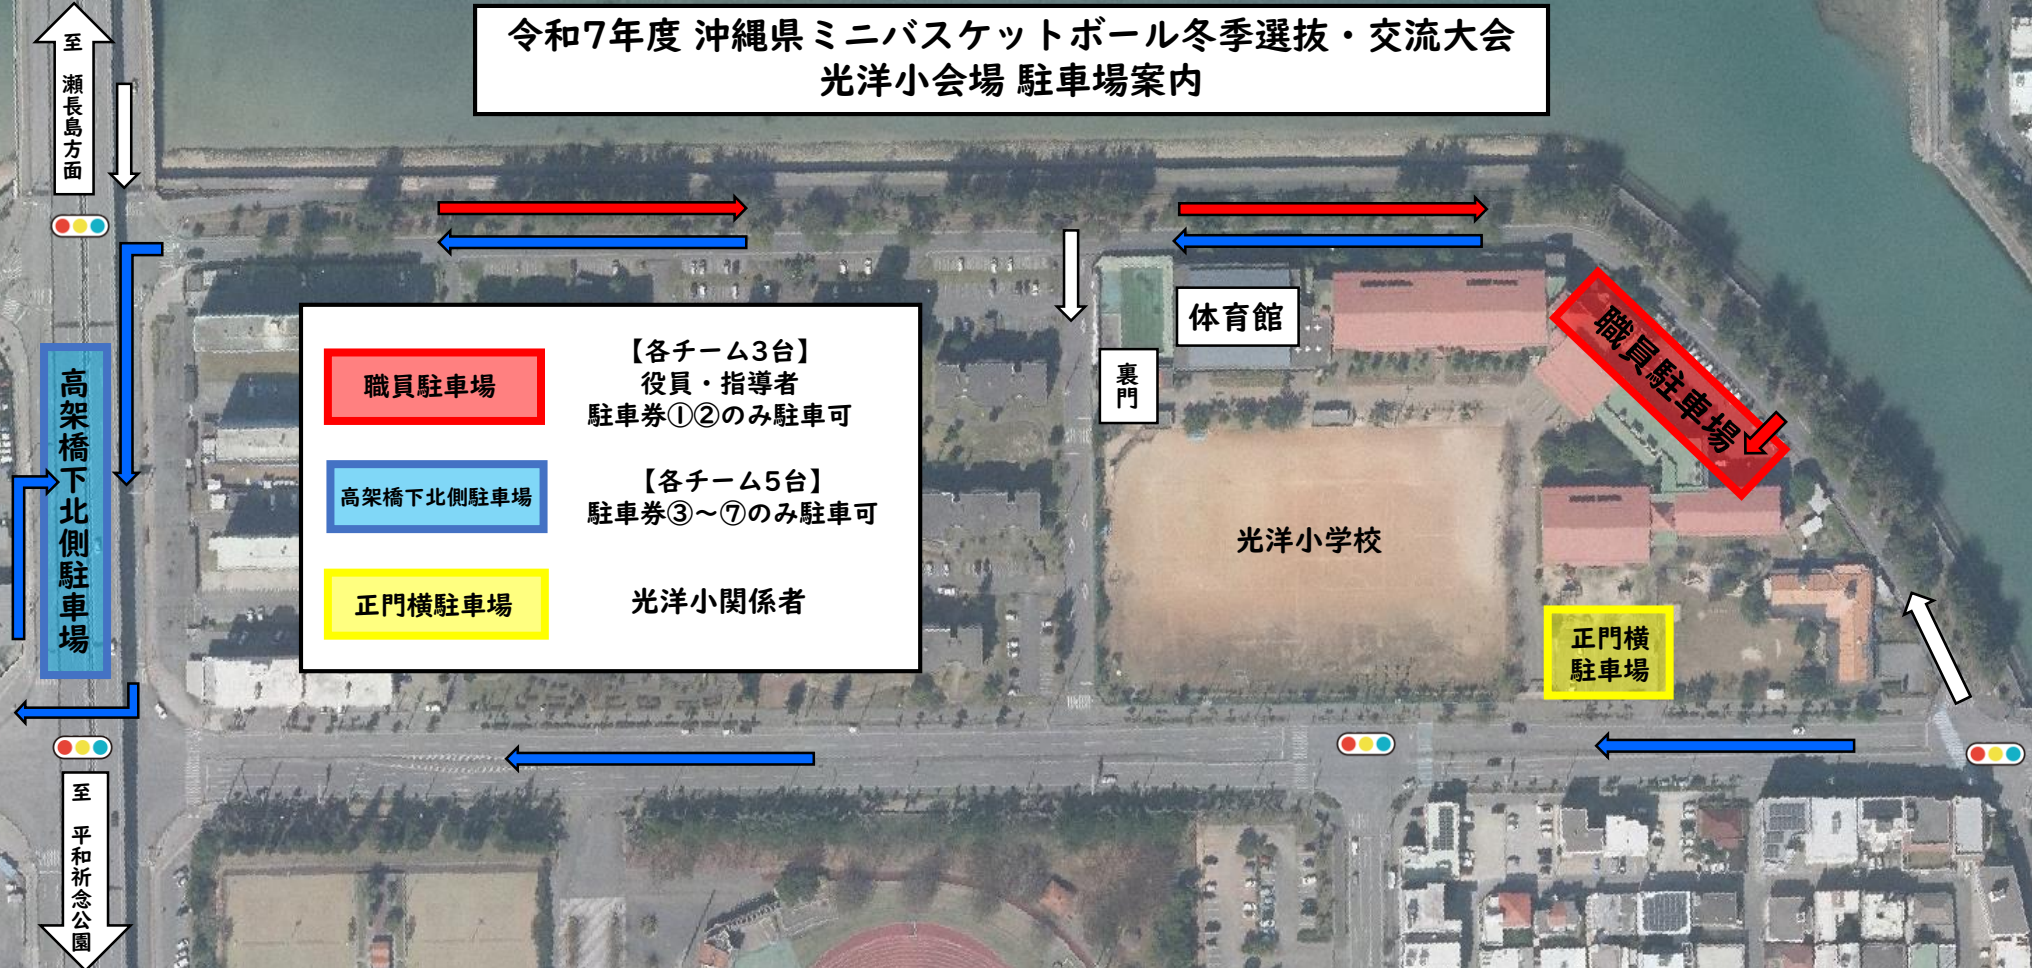 令和7年度 沖縄県ミニバスケットボール冬季選抜・交流大会
光洋小会場 駐車場案内
至 瀬長島方面
体育館
裏門
職員駐車場
高架橋下北側駐車場
職員駐車場
【各チーム3台】
役員・指導者
駐車券①②のみ駐車可
高架橋下北側駐車場
【各チーム5台】
駐車券③～⑦のみ駐車可
正門横駐車場
光洋小関係者
光洋小学校
正門横
駐車場
至 平和祈念公園